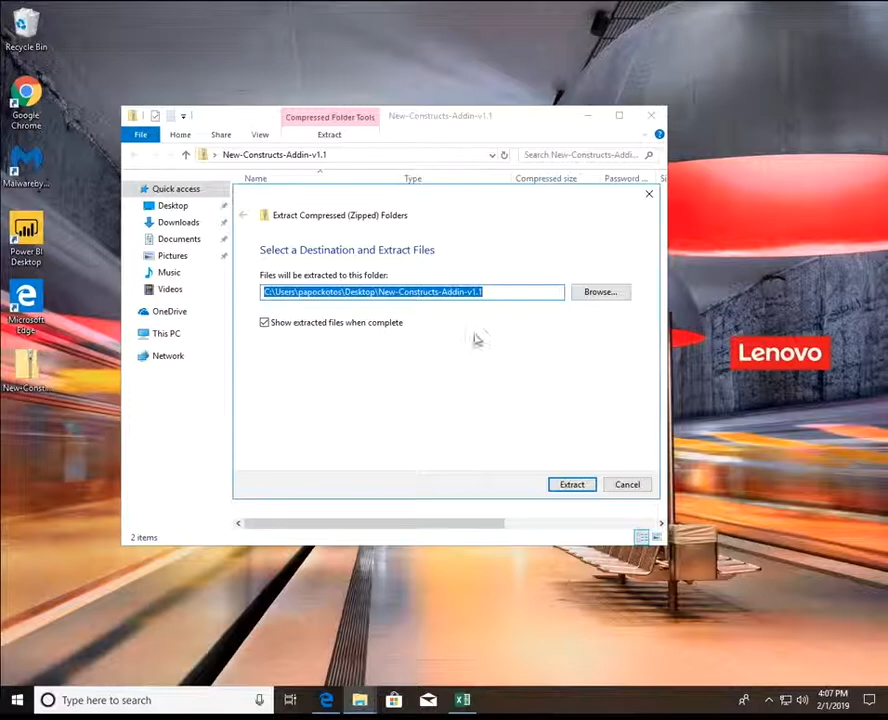 Recycle Bin
Google
Chrome
Malwareby...
Power BI
Desktop
Microsoft
Edge
New-Const...
Compressed Folder Tools
New-Constructs-Addin-v1.1
File
Home
Share
View
Extract
New-Constructs-Addin-v1.1
Search New-Constructs-Addi...
Name
Type
Compressed size
Password ...
Si
Quick access
Desktop
Downloads
Documents
Pictures
Music
Videos
OneDrive
This PC
Network
Extract Compressed (Zipped) Folders
Select a Destination and Extract Files
Files will be extracted to this folder:
C:\Users\papockotos\Desktop\New-Constructs-Addin-v1.1
Browse...
Show extracted files when complete
Extract
Cancel
2 items
Lenovo
Type here to search
4:07 PM
2/1/2019